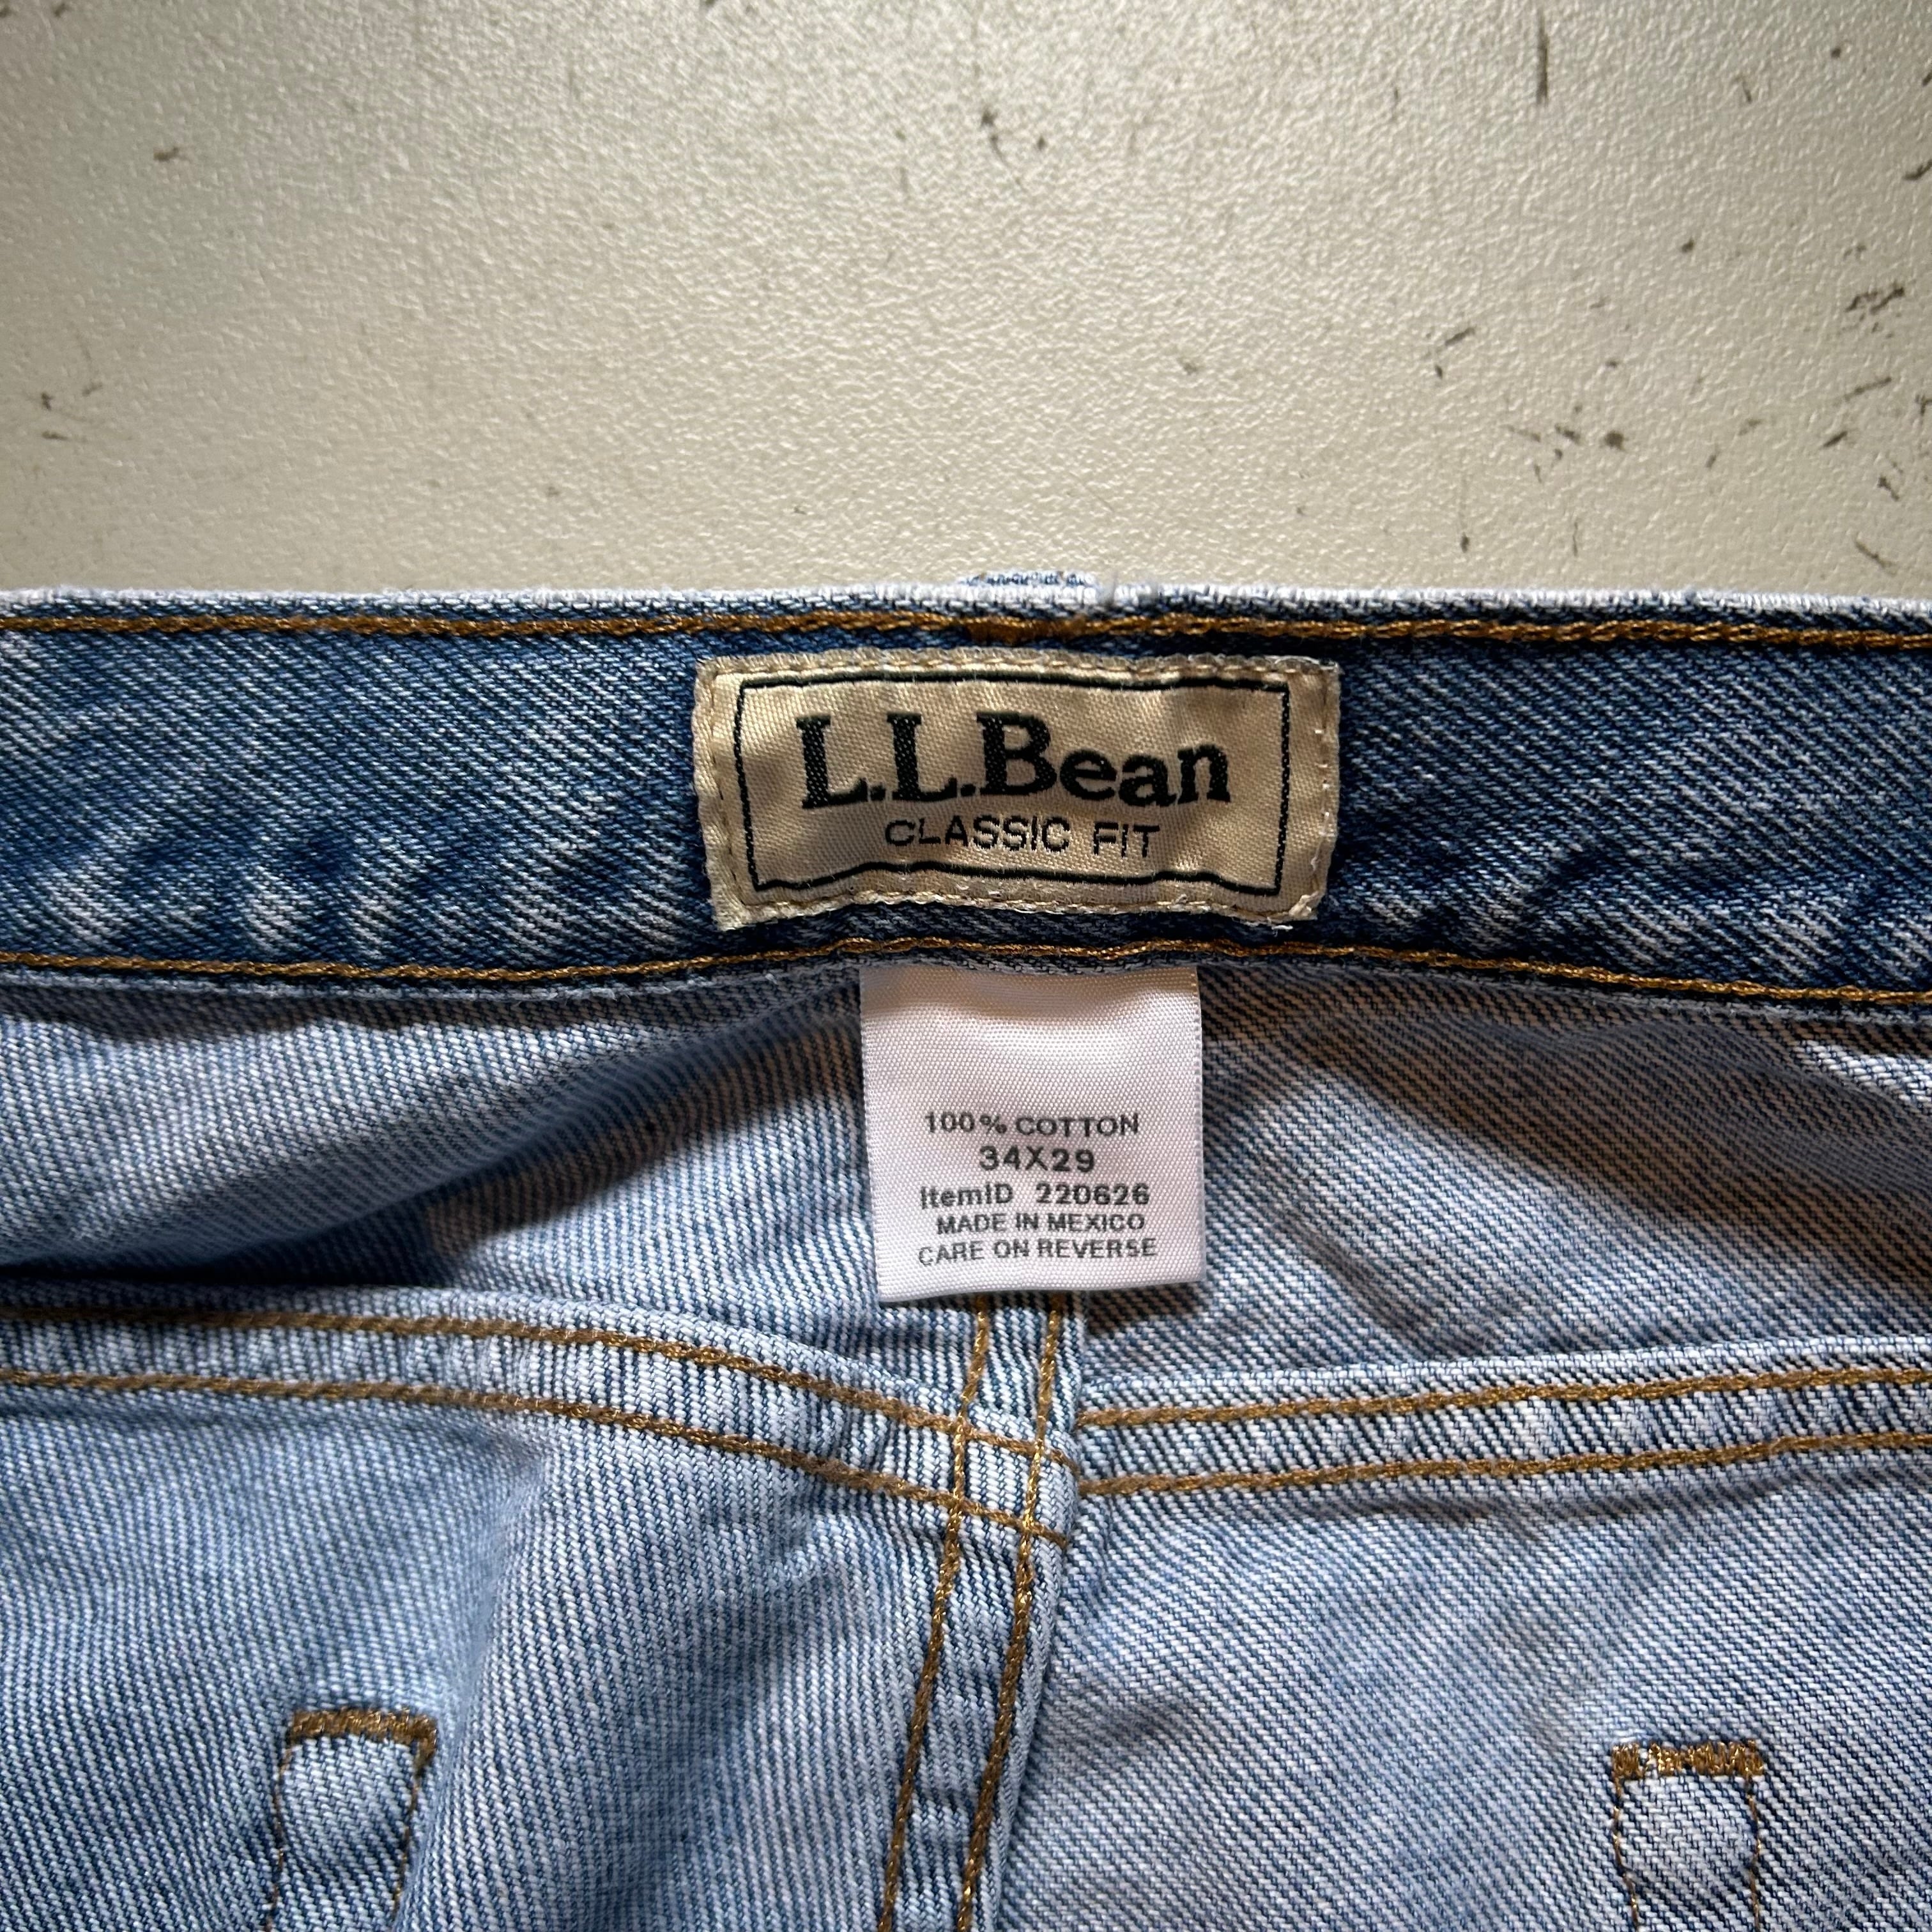 L.L.Bean
CLASSIC FIT
100% COTTON
34X29
ItemID 220626
MADE IN MEXICO
CARE ON REVERSE